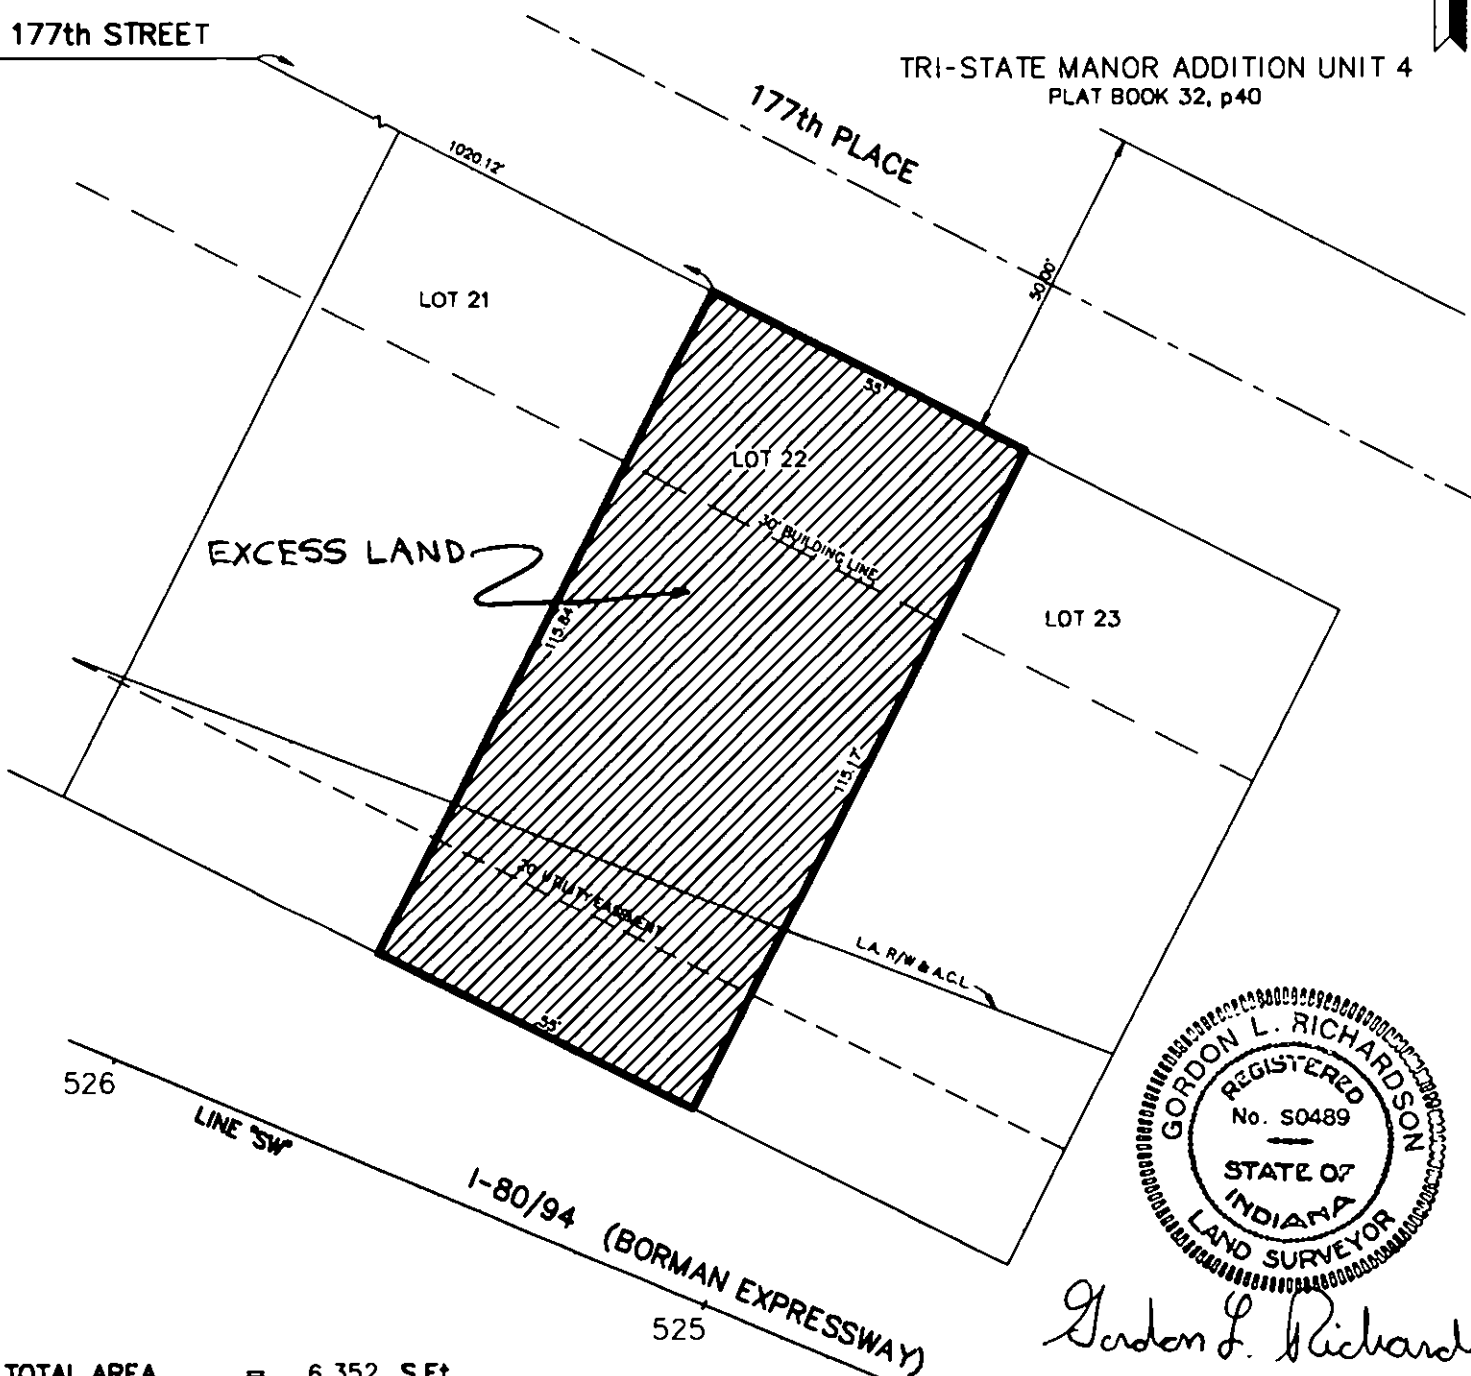 177th STREET
TRI-STATE MANOR ADDITION UNIT 4
PLAT BOOK 32, p40
177th PLACE
1020.12'
50.00'
LOT 21
55'
LOT 22
30' BUILDING LINE
EXCESS LAND
LOT 23
115.84'
115.17'
20' UTILITY EASEMENT
L.A. R/W & A.C.L.
55'
526
LINE "SW"
I-80/94 (BORMAN EXPRESSWAY)
525
GORDON L. RICHARDSON
REGISTERED
No. S0489
STATE OF
INDIANA
LAND SURVEYOR
Gordon L. Richard
TOTAL AREA = 6,352 S.Ft.